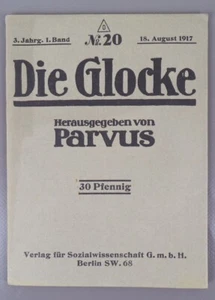 3. Jahrg. 1. Band № 20 18. August 1917
Die Glocke
Herausgegeben von
Parvus
30 Pfennig
Verlag für Sozialwissenschaft G. m. b. H.
Berlin SW. 68